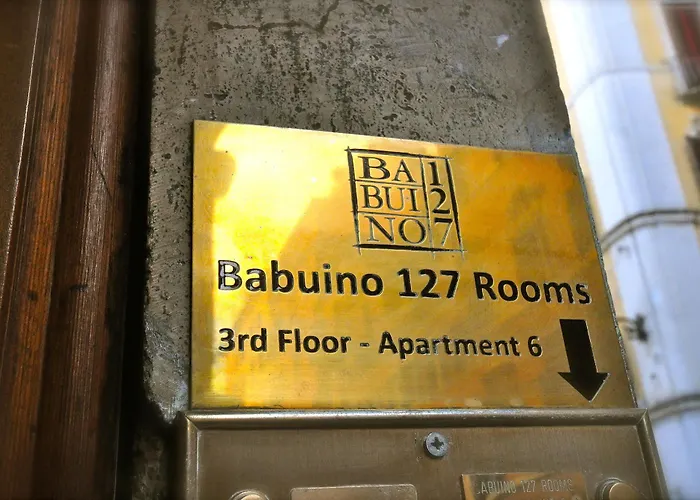 BA 1
BUI 2
NO 7
Babuino 127 Rooms
3rd Floor - Apartment 6
BABUINO 127 ROOMS